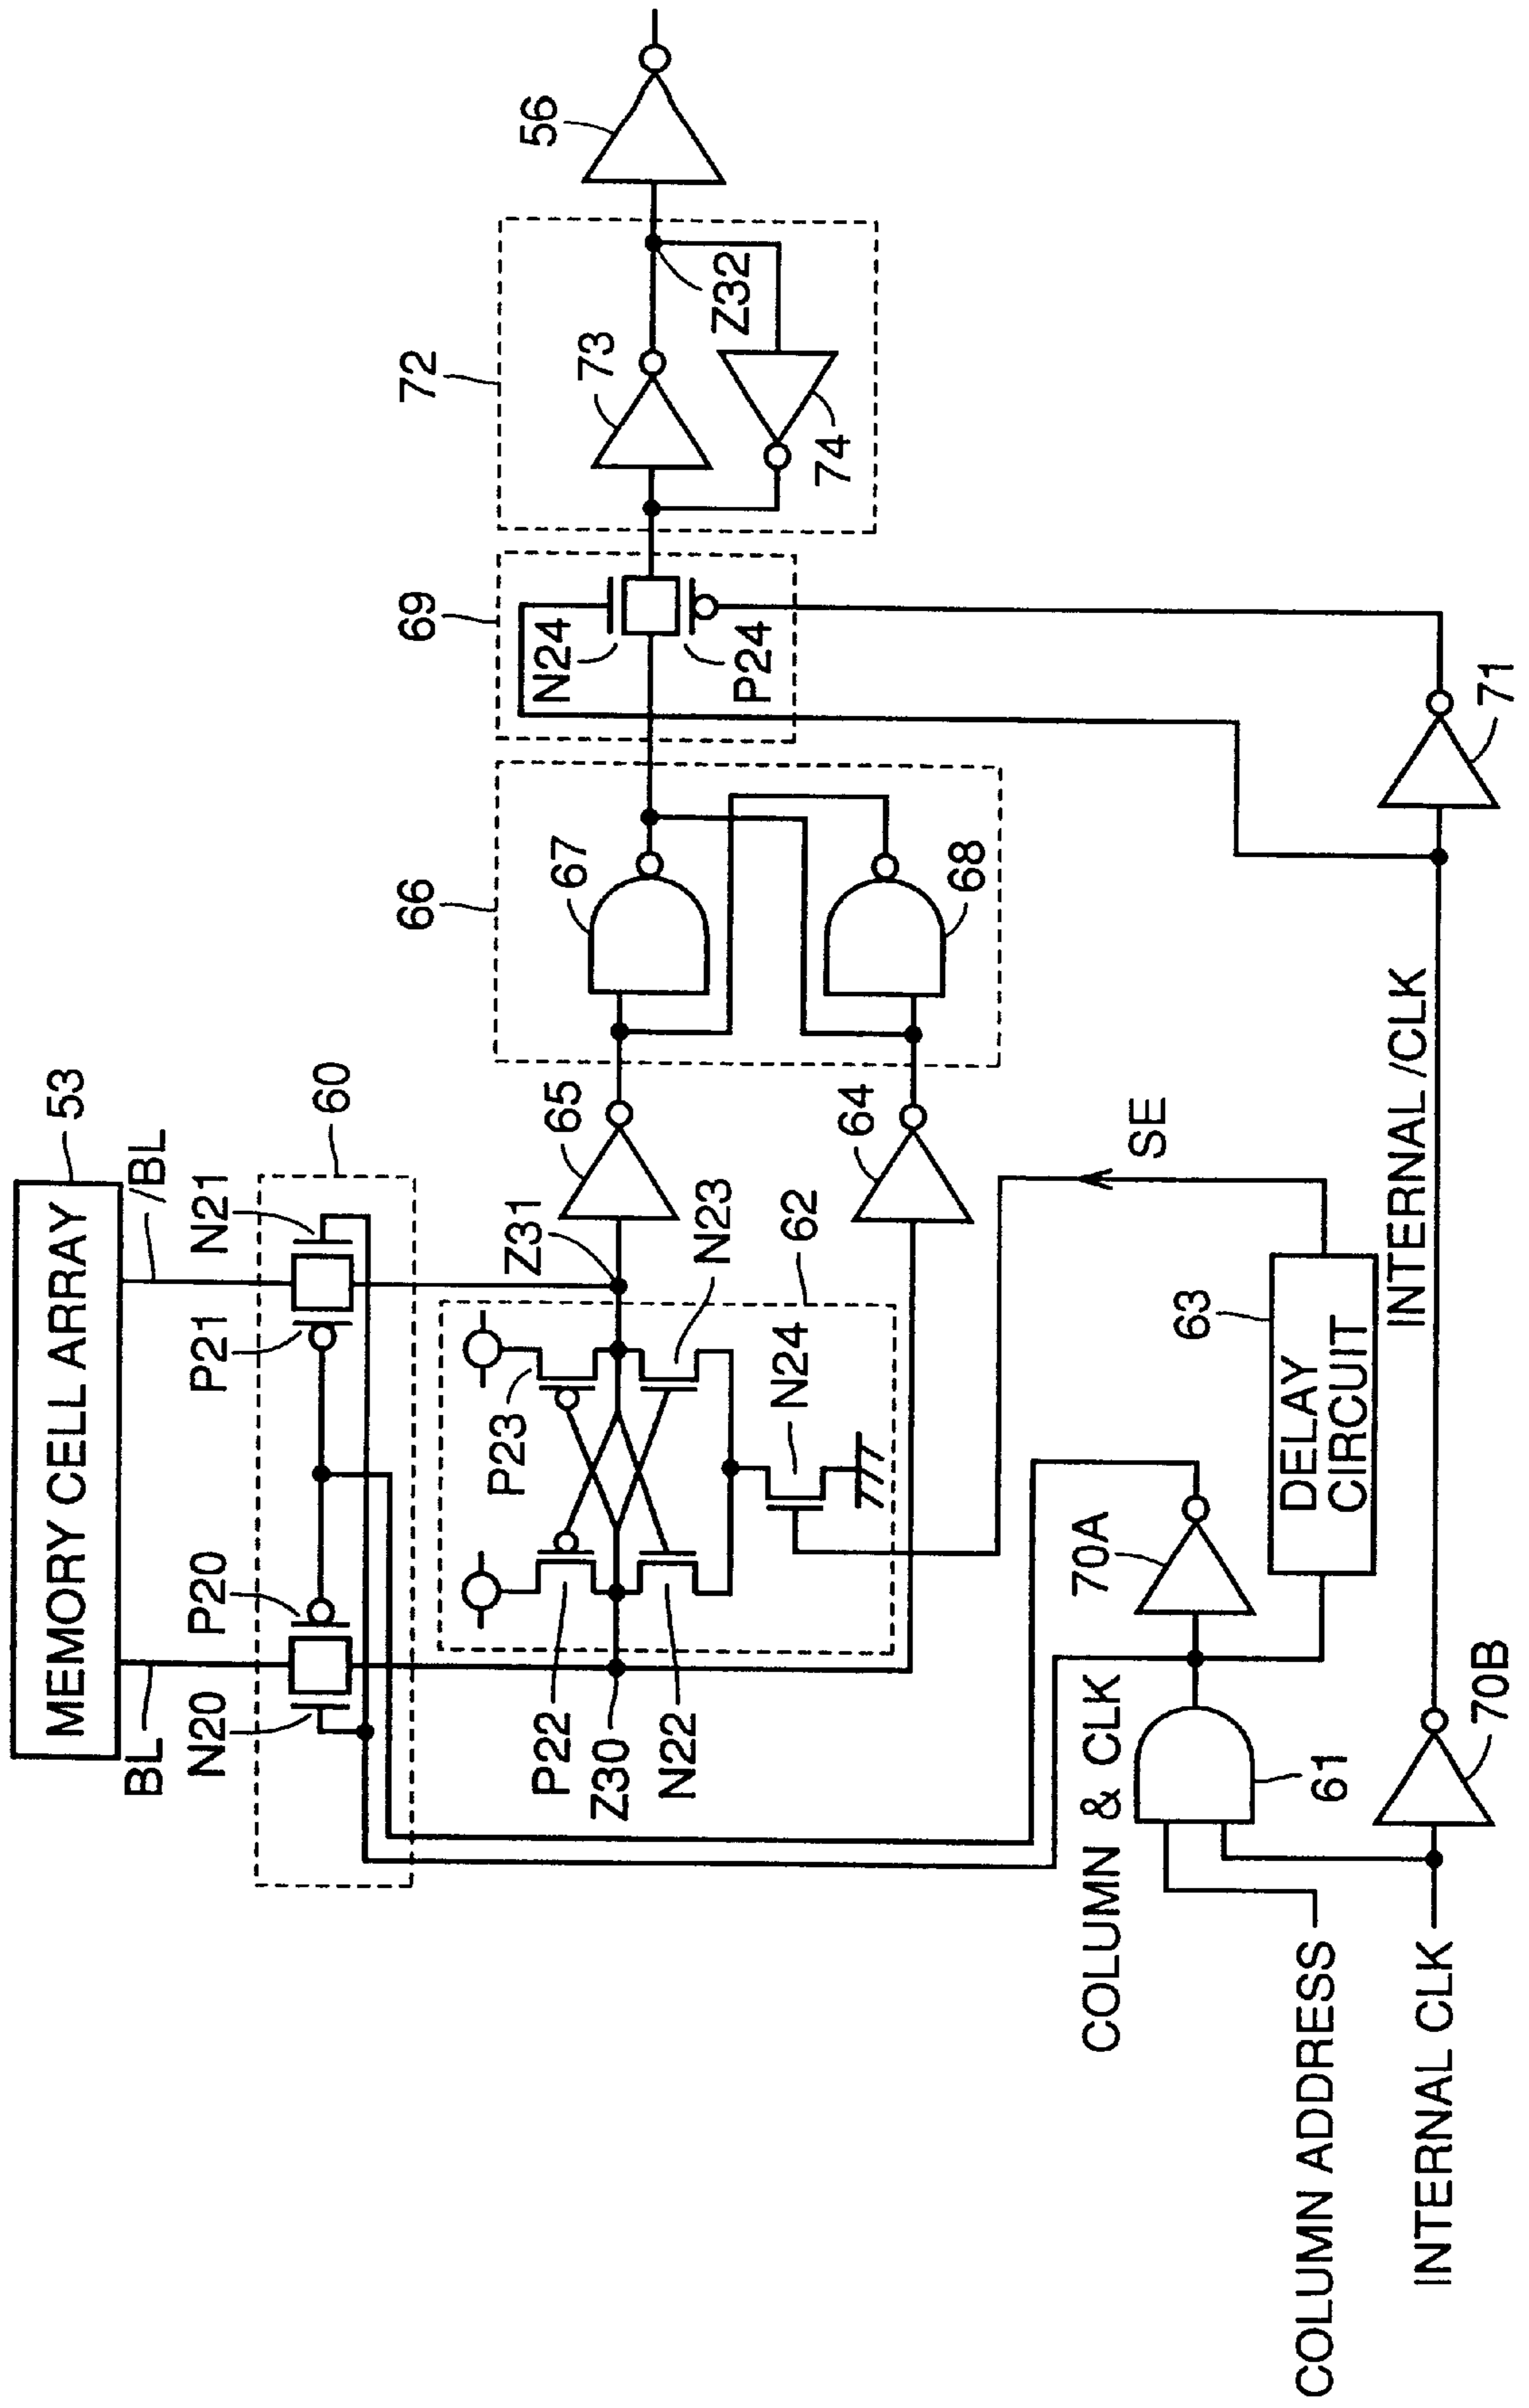 MEMORY CELL ARRAY
53
BL
/BL
N20
P20
P21
N21
60
P22
Z30
N22
P23
N24
62
N23
Z31
65
64
66
67
68
69
N24
P24
72
73
74
Z32
56
COLUMN & CLK
70A
SE
61
DELAY
CIRCUIT
63
COLUMN ADDRESS
INTERNAL CLK
70B
INTERNAL /CLK
71